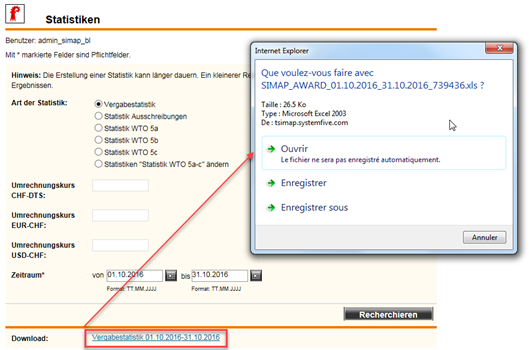 Statistiken
Benutzer: admin_simap_bl
Mit * markierte Felder sind Pflichtfelder.
Hinweis: Die Erstellung einer Statistik kann länger dauern. Ein kleinerer Re
Ergebnissen.
Art der Statistik:
Vergabestatistik
Statistik Ausschreibungen
Statistik WTO 5a
Statistik WTO 5b
Statistik WTO 5c
Statistiken "Statistik WTO 5a-c" ändern
Umrechnungskurs
CHF-DTS:
Umrechnungskurs
EUR-CHF:
Umrechnungskurs
USD-CHF:
Zeitraum* von 01.10.2016 bis 31.10.2016
Format: TT.MM.JJJJ Format: TT.MM.JJJJ
Recherchieren
Download: Vergabestatistik 01.10.2016-31.10.2016
Internet Explorer
Que voulez-vous faire avec
SIMAP_AWARD_01.10.2016_31.10.2016_739436.xls ?
Taille : 26.5 Ko
Type : Microsoft Excel 2003
De : tsimap.systemfive.com
Ouvrir
Le fichier ne sera pas enregistré automatiquement.
Enregistrer
Enregistrer sous
Annuler